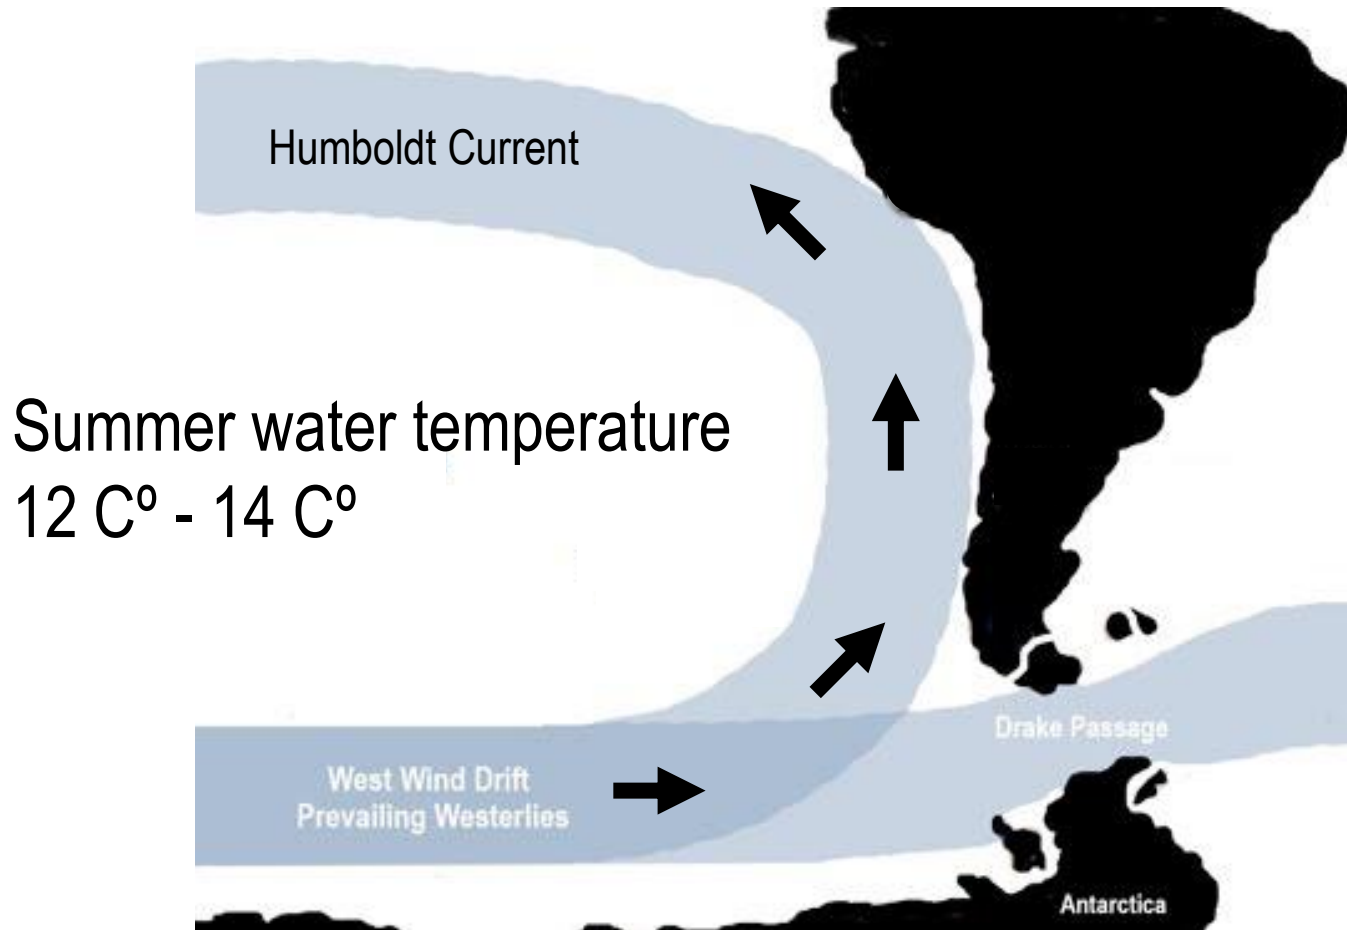 Humboldt Current
Summer water temperature
12 Cº - 14 Cº
Drake Passage
West Wind Drift
Prevailing Westerlies
Antarctica